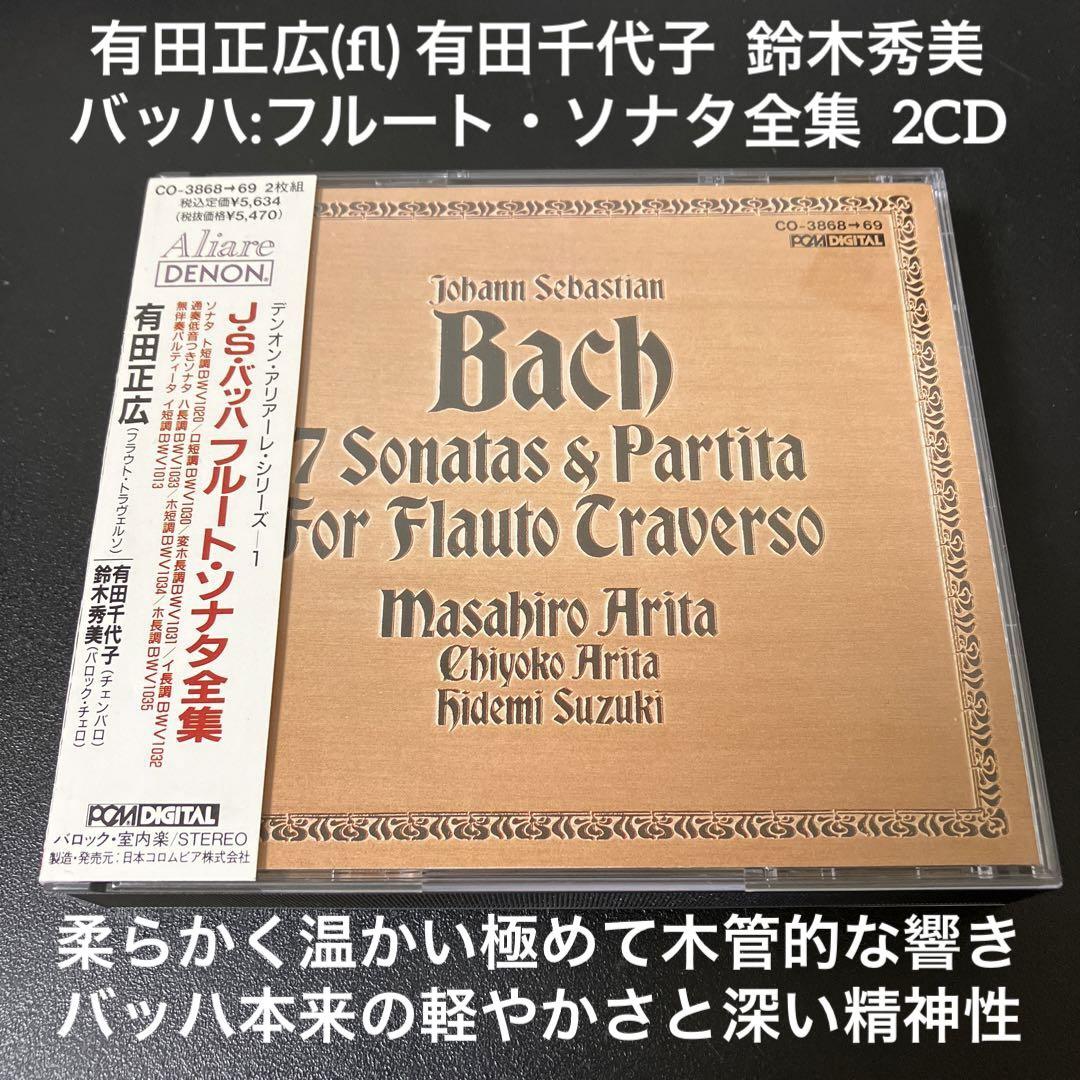 有田正広(fl) 有田千代子 鈴木秀美
バッハ:フルート・ソナタ全集 2CD
CO-3868→69 2枚組
税込定価¥5,634
(税抜価格¥5,470)
Aliare
DENON
デンオン・アリアーレ・シリーズ―1
J・S・バッハ フルート・ソナタ全集
ソナタ ト短調BWV1020/ロ短調BWV1030/変ホ長調BWV1031/イ長調BWV1032
通奏低音つきソナタ ハ長調BWV1033/ホ短調BWV1034/ホ長調BWV1035
無伴奏パルティータ イ短調BWV1013
有田正広(フラウト・トラヴェルソ)
有田千代子(チェンバロ)
鈴木秀美(バロック・チェロ)
PCM DIGITAL
バロック・室内楽/STEREO
製造・発売元:日本コロムビア株式会社
CO-3868→69
PCM DIGITAL
Johann Sebastian
Bach
7 Sonatas & Partita
For Flauto Traverso
Masahiro Arita
Chiyoko Arita
Hidemi Suzuki
柔らかく温かい極めて木管的な響き
バッハ本来の軽やかさと深い精神性